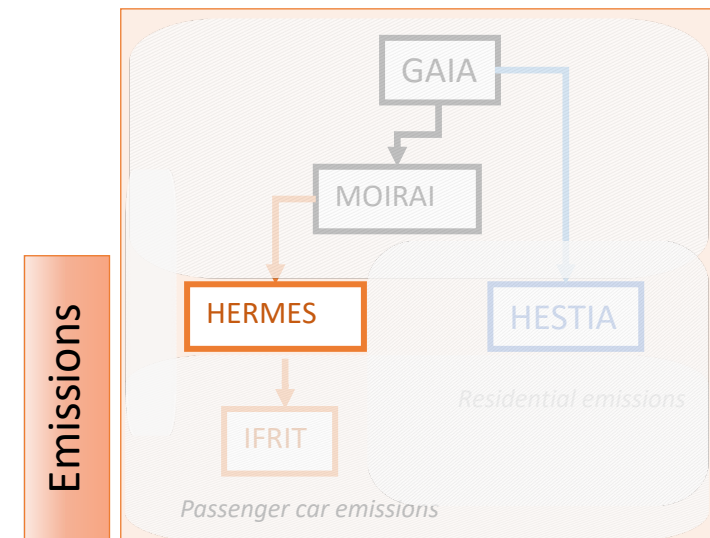 GAIA
MOIRAI
HERMES
HESTIA
Residential emissions
IFRIT
Passenger car emissions
Emissions